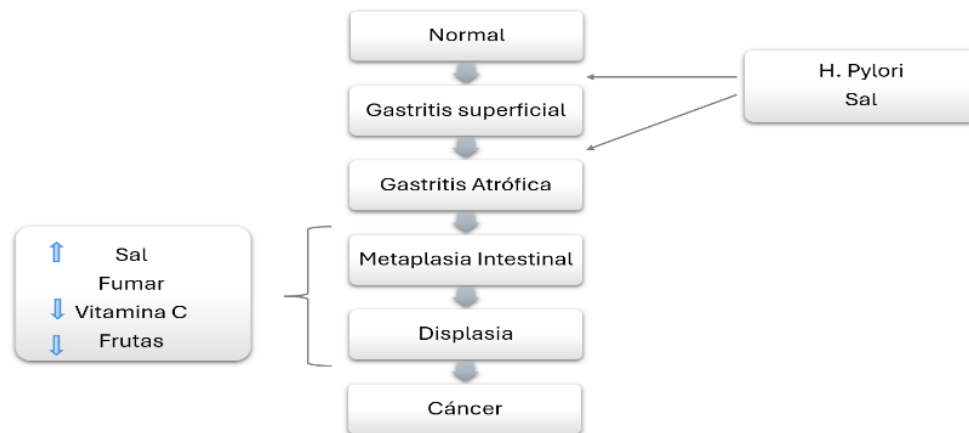 Normal
Gastritis superficial
Gastritis Atrófica
Metaplasia Intestinal
Displasia
Cáncer
H. Pylori
Sal
Sal
Fumar
Vitamina C
Frutas